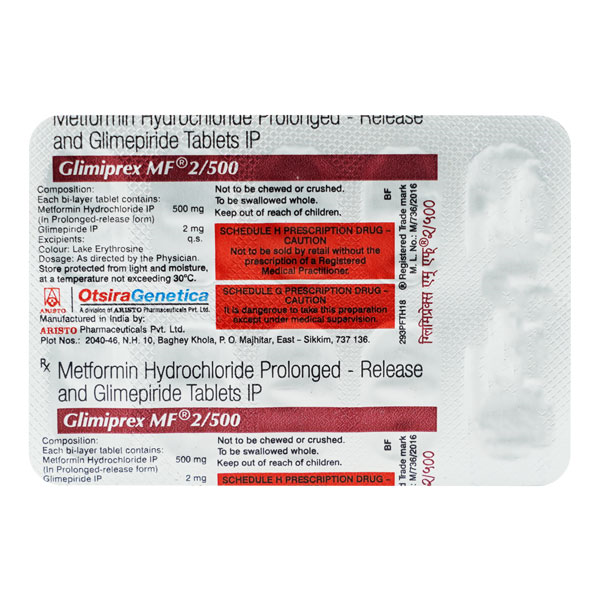 Metformin Hydrochloride Prolonged - Release
and Glimepiride Tablets IP
Glimiprex MF® 2/500
Composition:
Each bi-layer tablet contains:
Metformin Hydrochloride IP 500 mg
(In Prolonged-release form)
Glimepiride IP 2 mg
Excipients: q.s.
Colour: Lake Erythrosine
Dosage: As directed by the Physician.
Store protected from light and moisture,
at a temperature not exceeding 30°C.
Not to be chewed or crushed.
To be swallowed whole.
Keep out of reach of children.
SCHEDULE H PRESCRIPTION DRUG –
CAUTION
Not to be sold by retail without the
prescription of a Registered
Medical Practitioner.
SCHEDULE G PRESCRIPTION DRUG –
CAUTION
It is dangerous to take this preparation
except under medical supervision.
ARISTO
OtsiraGenetica
A division of ARISTO Pharmaceuticals Pvt. Ltd.
Manufactured in India by:
ARISTO Pharmaceuticals Pvt. Ltd.
Plot Nos.: 2040-46, N.H. 10, Baghey Khola, P. O. Majhitar, East – Sikkim, 737 136.
BF
® Registered Trade mark
M. L. No.: M/736/2016
293PFTH18
ग्लिमिप्रेक्स एम् एफ्® २/५००
Rx Metformin Hydrochloride Prolonged - Release
and Glimepiride Tablets IP
Glimiprex MF® 2/500
Composition:
Each bi-layer tablet contains:
Metformin Hydrochloride IP 500 mg
(In Prolonged-release form)
Glimepiride IP 2 mg
Not to be chewed or crushed.
To be swallowed whole.
Keep out of reach of children.
SCHEDULE H PRESCRIPTION DRUG –
BF
Trade mark
M/736/2016
२/५००